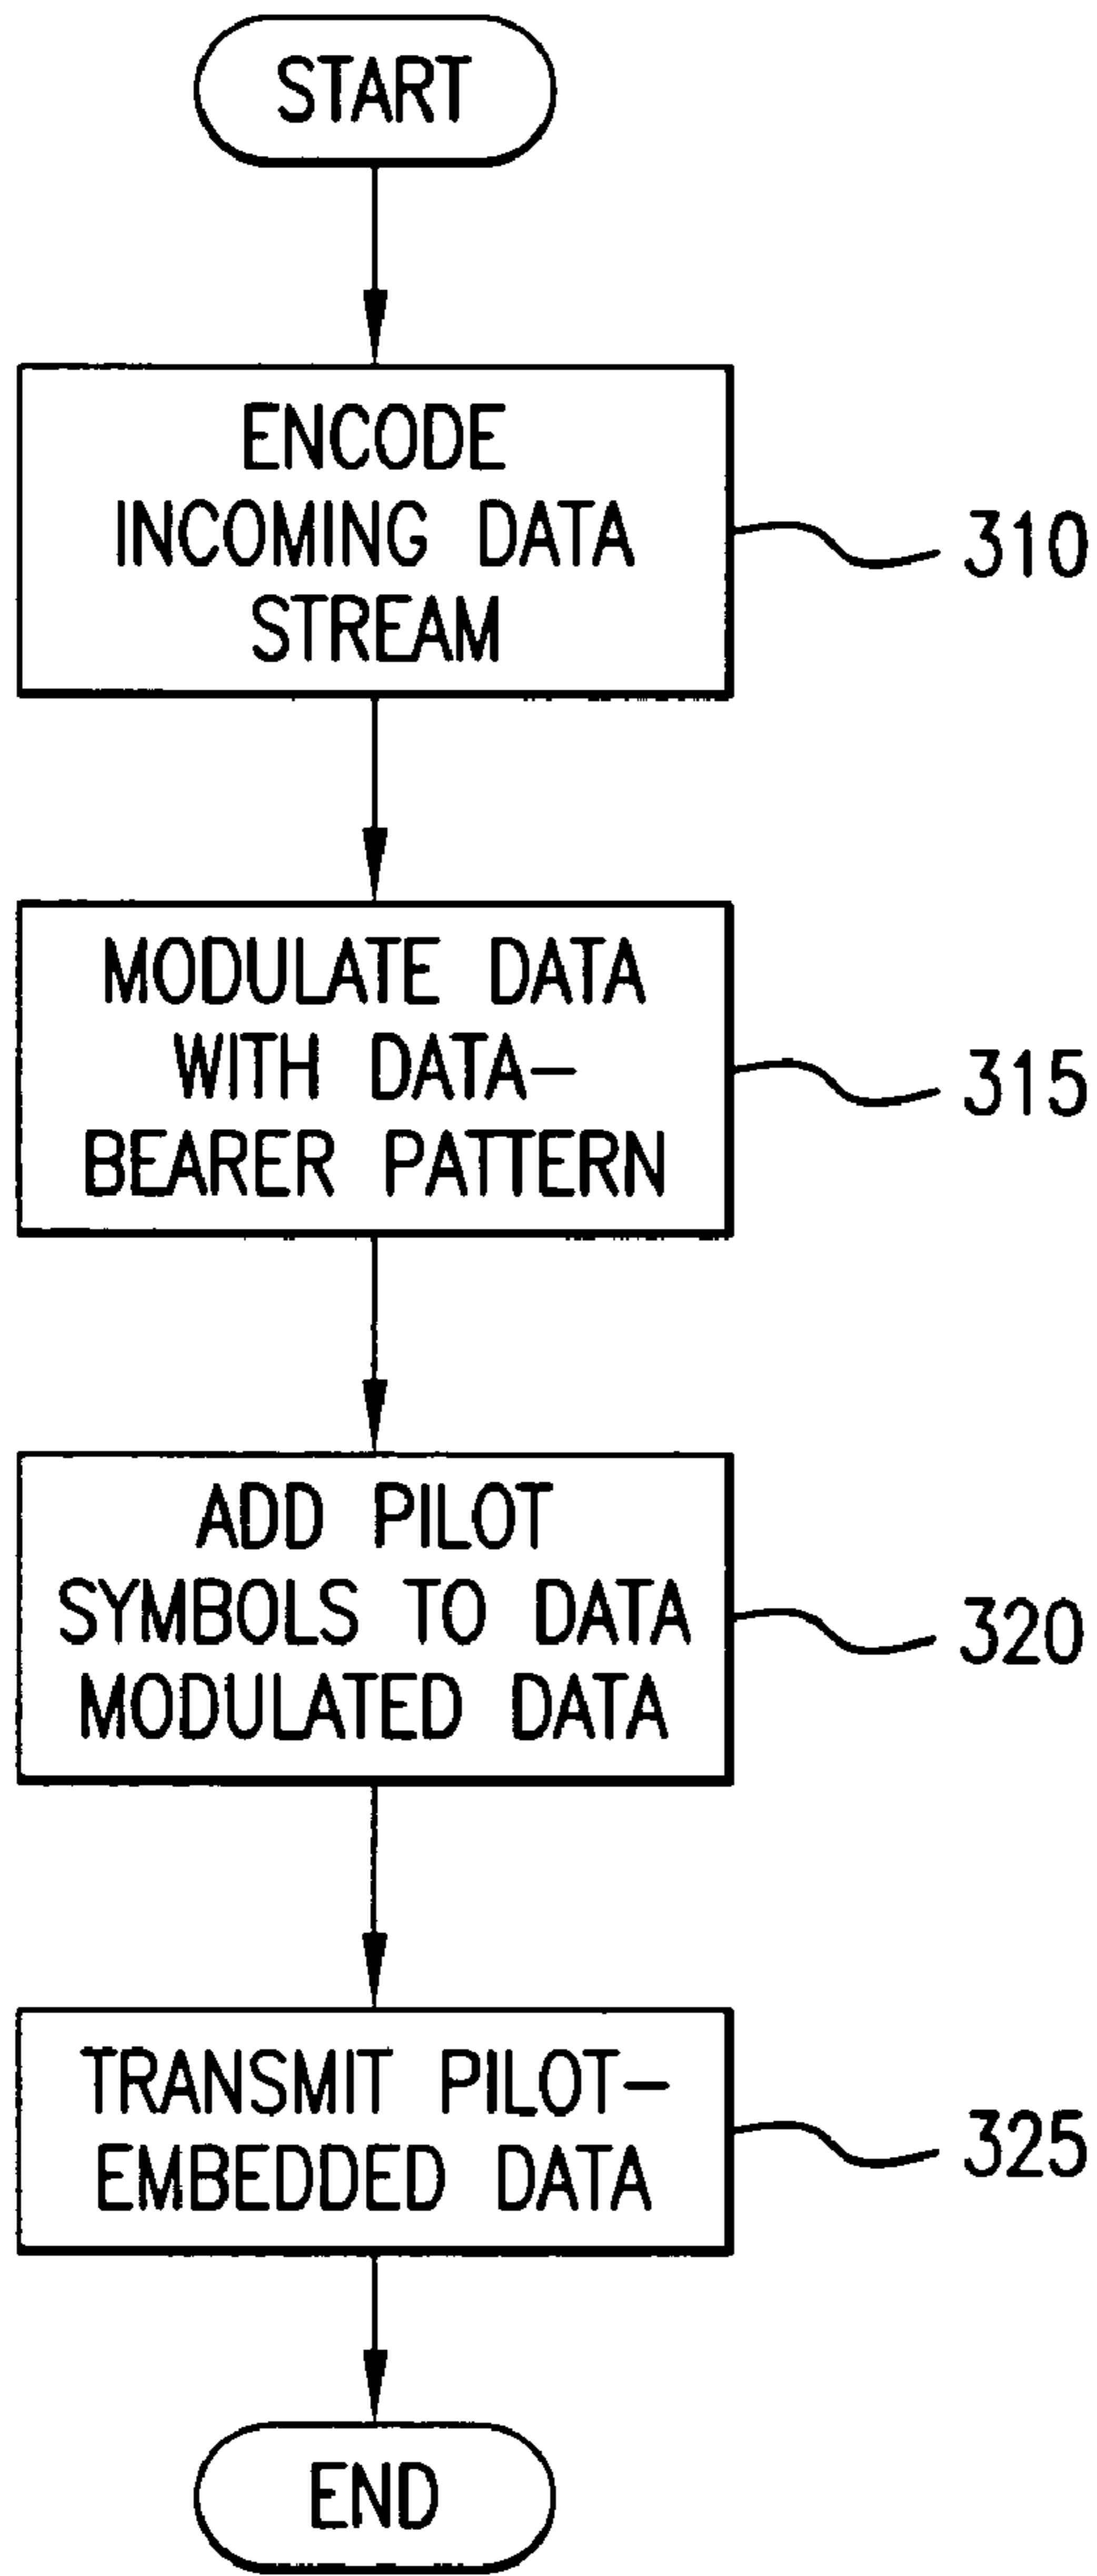 START
ENCODE
INCOMING DATA
STREAM
310
MODULATE DATA
WITH DATA-
BEARER PATTERN
315
ADD PILOT
SYMBOLS TO DATA
MODULATED DATA
320
TRANSMIT PILOT-
EMBEDDED DATA
325
END